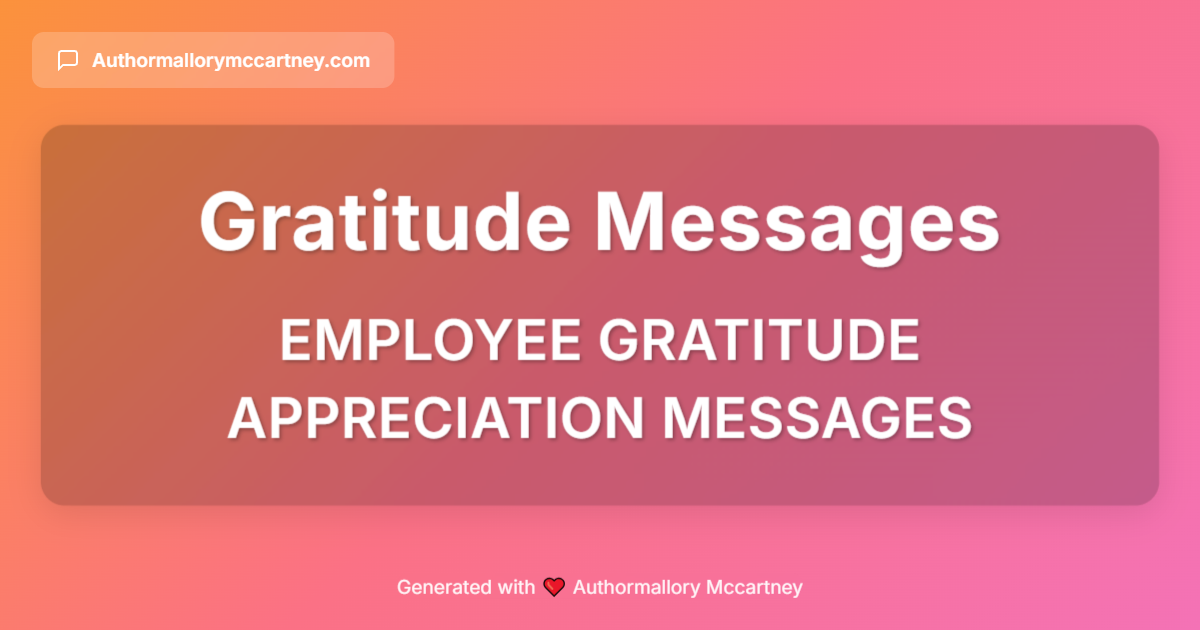 Authormallorymccartney.com
Gratitude Messages
EMPLOYEE GRATITUDE
APPRECIATION MESSAGES
Generated with ❤️ Authormallory Mccartney